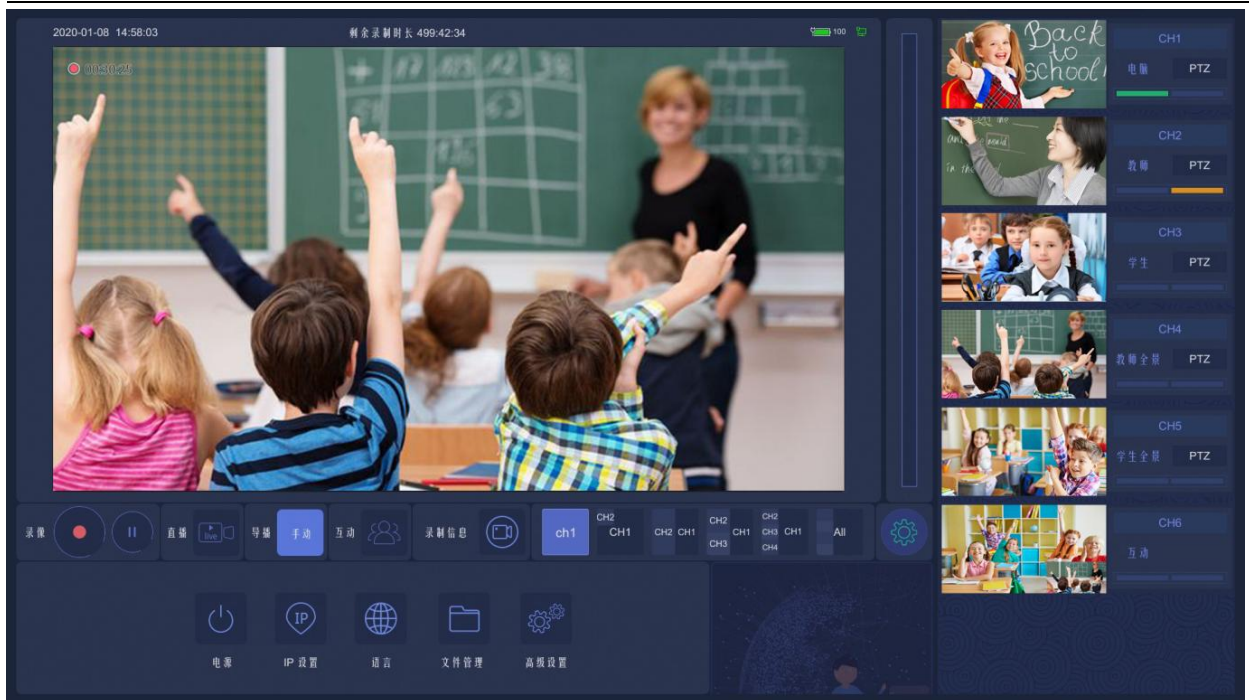 2020-01-08 14:58:03
剩余录制时长 499:42:34
100
00:30:25
录像
直播
live
导播
手动
互动
录制信息
ch1
CH2
CH1
CH2 CH1
CH2
CH3
CH1
CH2
CH3
CH4
CH1
All
电源
IP
IP 设置
语言
文件管理
高级设置
Back
to
school
CH1
电脑 PTZ
CH2
教师 PTZ
CH3
学生 PTZ
CH4
教师全景 PTZ
CH5
学生全景 PTZ
CH6
互动